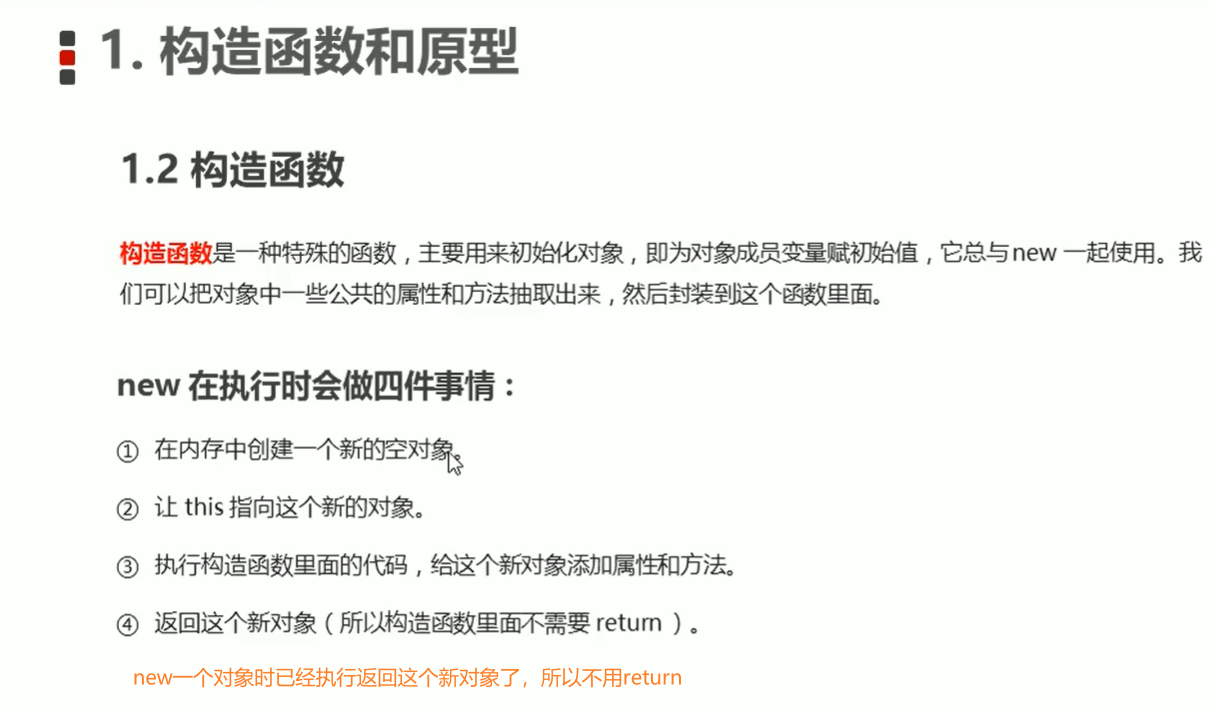 1. 构造函数和原型
1.2 构造函数
构造函数是一种特殊的函数，主要用来初始化对象，即为对象成员变量赋初始值，它总与 new 一起使用。我
们可以把对象中一些公共的属性和方法抽取出来，然后封装到这个函数里面。
new 在执行时会做四件事情：
① 在内存中创建一个新的空对象。
② 让 this 指向这个新的对象。
③ 执行构造函数里面的代码，给这个新对象添加属性和方法。
④ 返回这个新对象（所以构造函数里面不需要 return ）。
new一个对象时已经执行返回这个新对象了，所以不用return